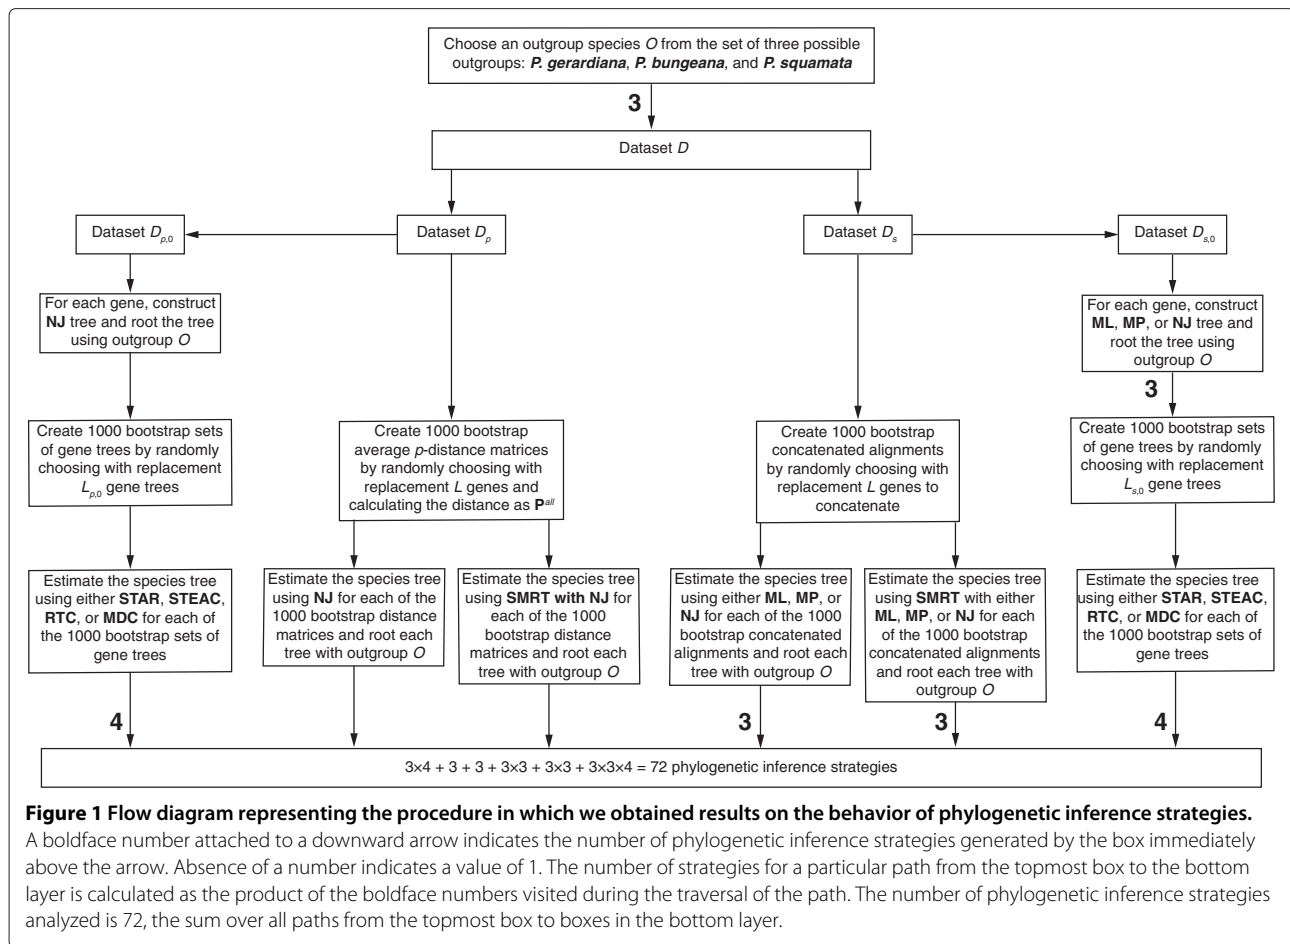 Choose an outgroup species O from the set of three possible
outgroups: P. gerardiana, P. bungeana, and P. squamata
3
Dataset D
Dataset Dp,0
Dataset Dp
Dataset Ds
Dataset Ds,0
For each gene, construct
NJ tree and root the tree
using outgroup O
For each gene, construct
ML, MP, or NJ tree and
root the tree using
outgroup O
3
Create 1000 bootstrap sets
of gene trees by randomly
choosing with replacement
Lp,0 gene trees
Create 1000 bootstrap
average p-distance matrices
by randomly choosing with
replacement L genes and
calculating the distance as Pall
Create 1000 bootstrap
concatenated alignments
by randomly choosing with
replacement L genes to
concatenate
Create 1000 bootstrap sets
of gene trees by randomly
choosing with replacement
Ls,0 gene trees
Estimate the species tree
using either STAR, STEAC,
RTC, or MDC for each of
the 1000 bootstrap sets of
gene trees
Estimate the species tree
using NJ for each of the
1000 bootstrap distance
matrices and root each
tree with outgroup O
Estimate the species tree
using SMRT with NJ for
each of the 1000
bootstrap distance
matrices and root each
tree with outgroup O
Estimate the species tree
using either ML, MP, or
NJ for each of the 1000
bootstrap concatenated
alignments and root each
tree with outgroup O
Estimate the species tree
using SMRT with either
ML, MP, or NJ for each
of the 1000 bootstrap
concatenated alignments
and root each tree with
outgroup O
Estimate the species tree
using either STAR, STEAC,
RTC, or MDC for each of
the 1000 bootstrap sets of
gene trees
4
3
3
4
3×4 + 3 + 3 + 3×3 + 3×3 + 3×3×4 = 72 phylogenetic inference strategies
Figure 1 Flow diagram representing the procedure in which we obtained results on the behavior of phylogenetic inference strategies.
A boldface number attached to a downward arrow indicates the number of phylogenetic inference strategies generated by the box immediately
above the arrow. Absence of a number indicates a value of 1. The number of strategies for a particular path from the topmost box to the bottom
layer is calculated as the product of the boldface numbers visited during the traversal of the path. The number of phylogenetic inference strategies
analyzed is 72, the sum over all paths from the topmost box to boxes in the bottom layer.